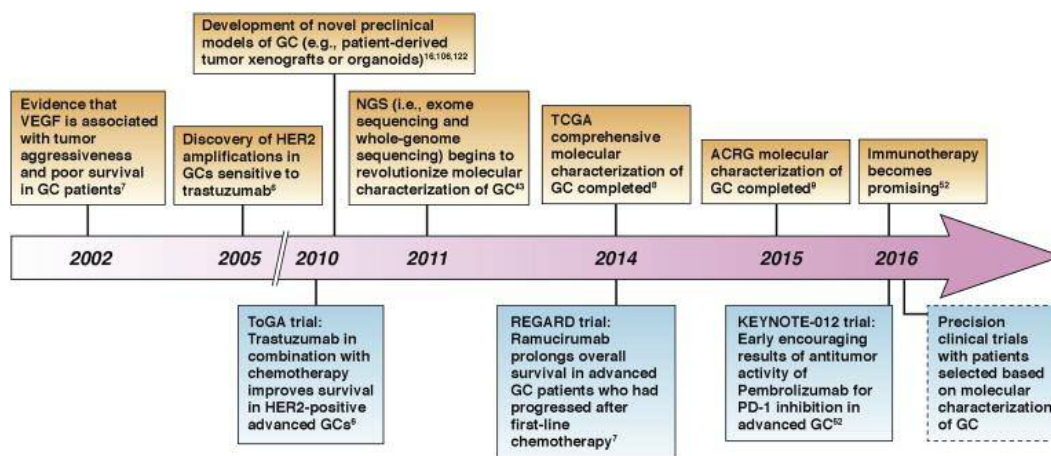 Development of novel preclinical
models of GC (e.g., patient-derived
tumor xenografts or organoids)16;106,122
Evidence that
VEGF is associated
with tumor
aggressiveness
and poor survival
in GC patients7
Discovery of HER2
amplifications in
GCs sensitive to
trastuzumab6
NGS (i.e., exome
sequencing and
whole-genome
sequencing) begins to
revolutionize molecular
characterization of GC43
TCGA
comprehensive
molecular
characterization of
GC completed8
ACRG molecular
characterization of
GC completed9
Immunotherapy
becomes
promising52
2002
2005
2010
2011
2014
2015
2016
ToGA trial:
Trastuzumab in
combination with
chemotherapy
improves survival
in HER2-positive
advanced GCs6
REGARD trial:
Ramucirumab
prolongs overall
survival in advanced
GC patients who had
progressed after
first-line
chemotherapy7
KEYNOTE-012 trial:
Early encouraging
results of antitumor
activity of
Pembrolizumab for
PD-1 inhibition in
advanced GC52
Precision
clinical trials
with patients
selected based
on molecular
characterization
of GC